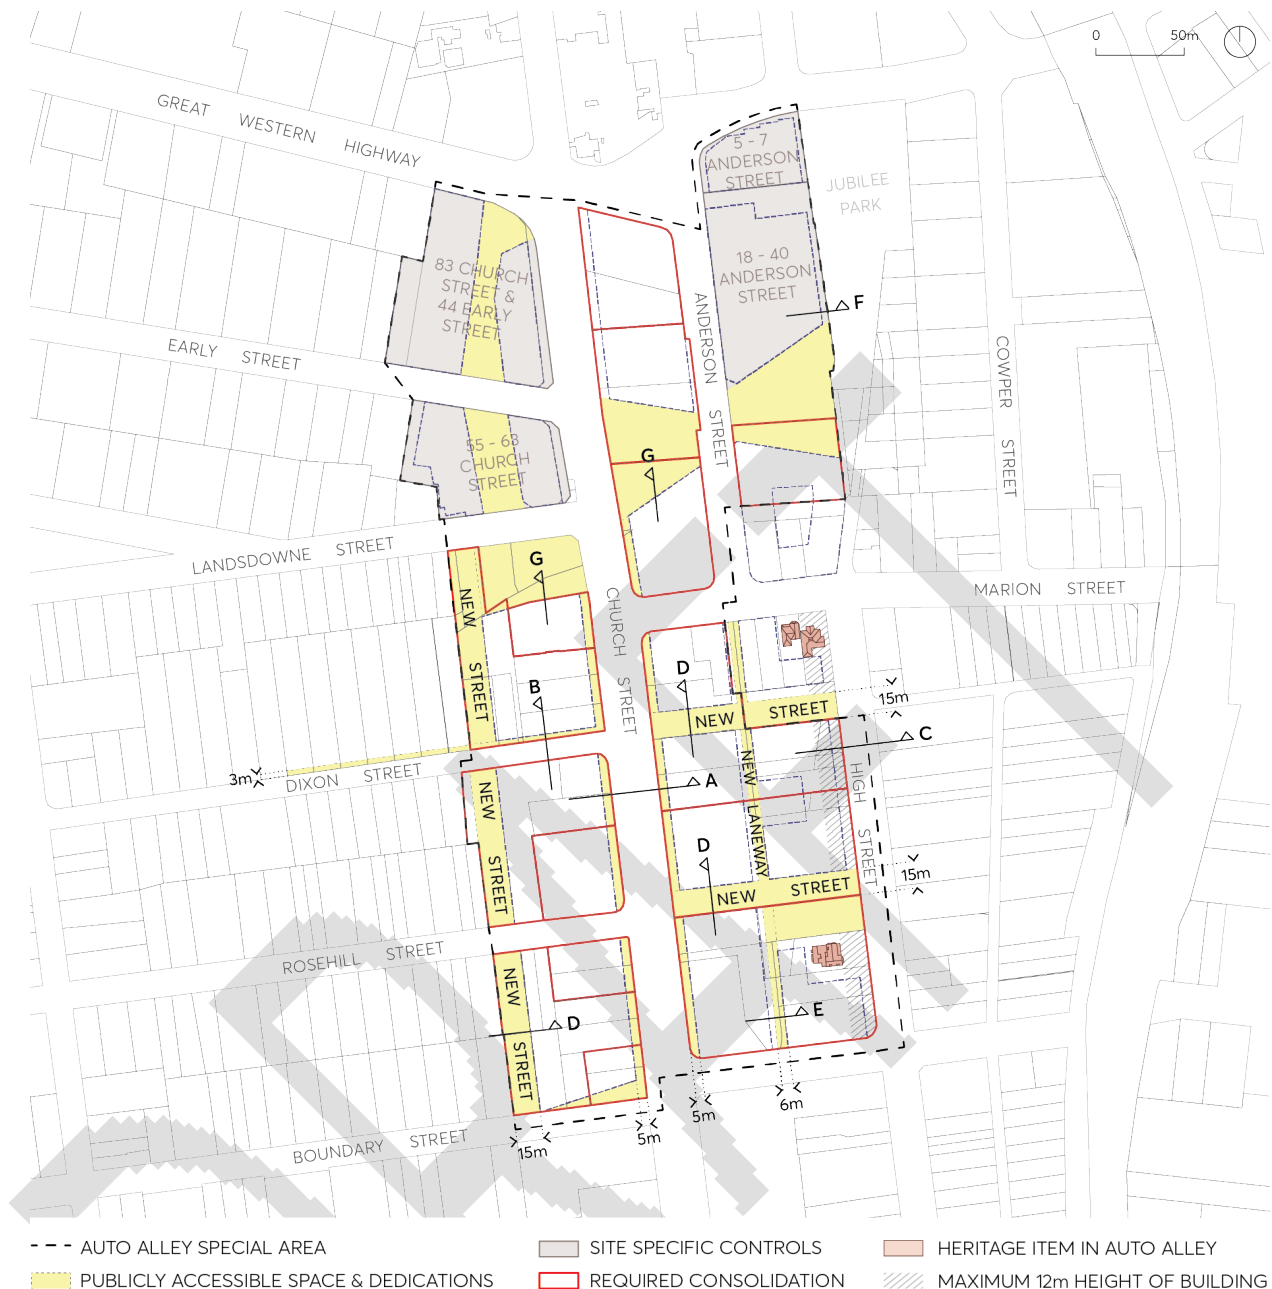 0 50m
GREAT WESTERN HIGHWAY
5 - 7
ANDERSON
STREET
JUBILEE
PARK
83 CHURCH
STREET &
44 EARLY
STREET
18 - 40
ANDERSON
STREET
F
ANDERSON STREET
EARLY STREET
COWPER STREET
55 - 63
CHURCH
STREET
G
LANDSDOWNE STREET
G
NEW STREET
CHURCH STREET
MARION STREET
D
B
15m
NEW STREET
C
3m
DIXON STREET
A
NEW LANEWAY
HIGH STREET
NEW STREET
D
15m
NEW STREET
ROSEHILL STREET
NEW STREET
D
E
BOUNDARY STREET
15m
5m
5m
6m
DRAFT
AUTO ALLEY SPECIAL AREA
SITE SPECIFIC CONTROLS
HERITAGE ITEM IN AUTO ALLEY
PUBLICLY ACCESSIBLE SPACE & DEDICATIONS
REQUIRED CONSOLIDATION
MAXIMUM 12m HEIGHT OF BUILDING